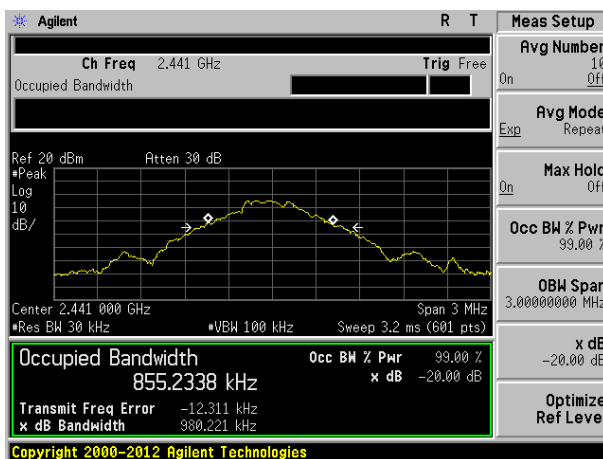 Agilent R T
Meas Setup
Ch Freq 2.441 GHz Trig Free
Occupied Bandwidth
Avg Number
10
On Off
Avg Mode
Exp Repeat
Max Hold
On Off
Occ BW % Pwr
99.00 %
OBW Span
3.00000000 MHz
x dB
-20.00 dB
Optimize
Ref Level
Ref 20 dBm Atten 30 dB
#Peak
Log
10
dB/
Center 2.441 000 GHz Span 3 MHz
#Res BW 30 kHz #VBW 100 kHz Sweep 3.2 ms (601 pts)
Occupied Bandwidth Occ BW % Pwr 99.00 %
855.2338 kHz x dB -20.00 dB
Transmit Freq Error -12.311 kHz
x dB Bandwidth 980.221 kHz
Copyright 2000-2012 Agilent Technologies